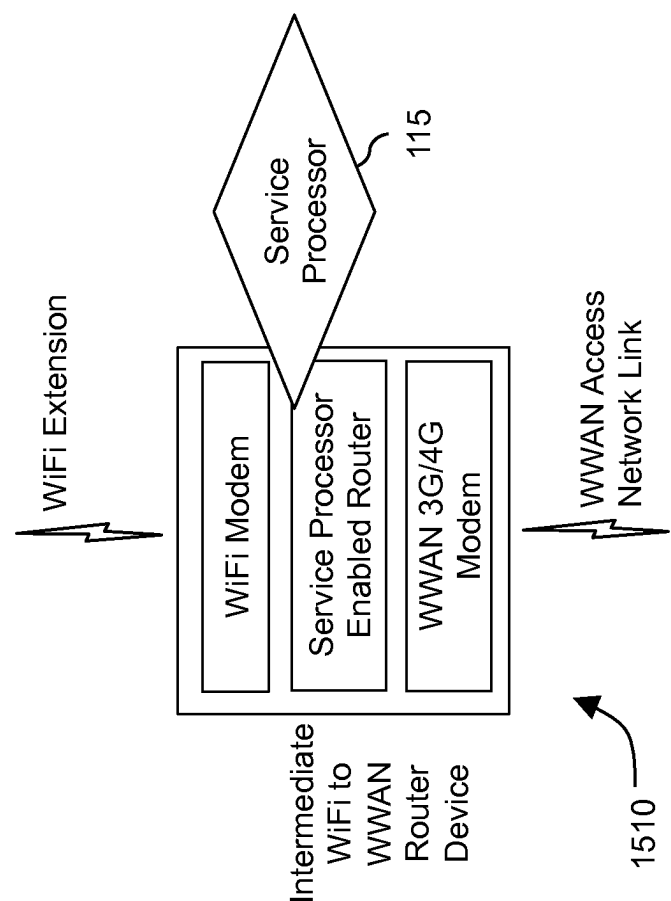 WiFi Extension
WiFi Modem
Service Processor
Enabled Router
WWAN 3G/4G
Modem
Service
Processor
115
Intermediate
WiFi to
WWAN
Router
Device
WWAN Access
Network Link
1510